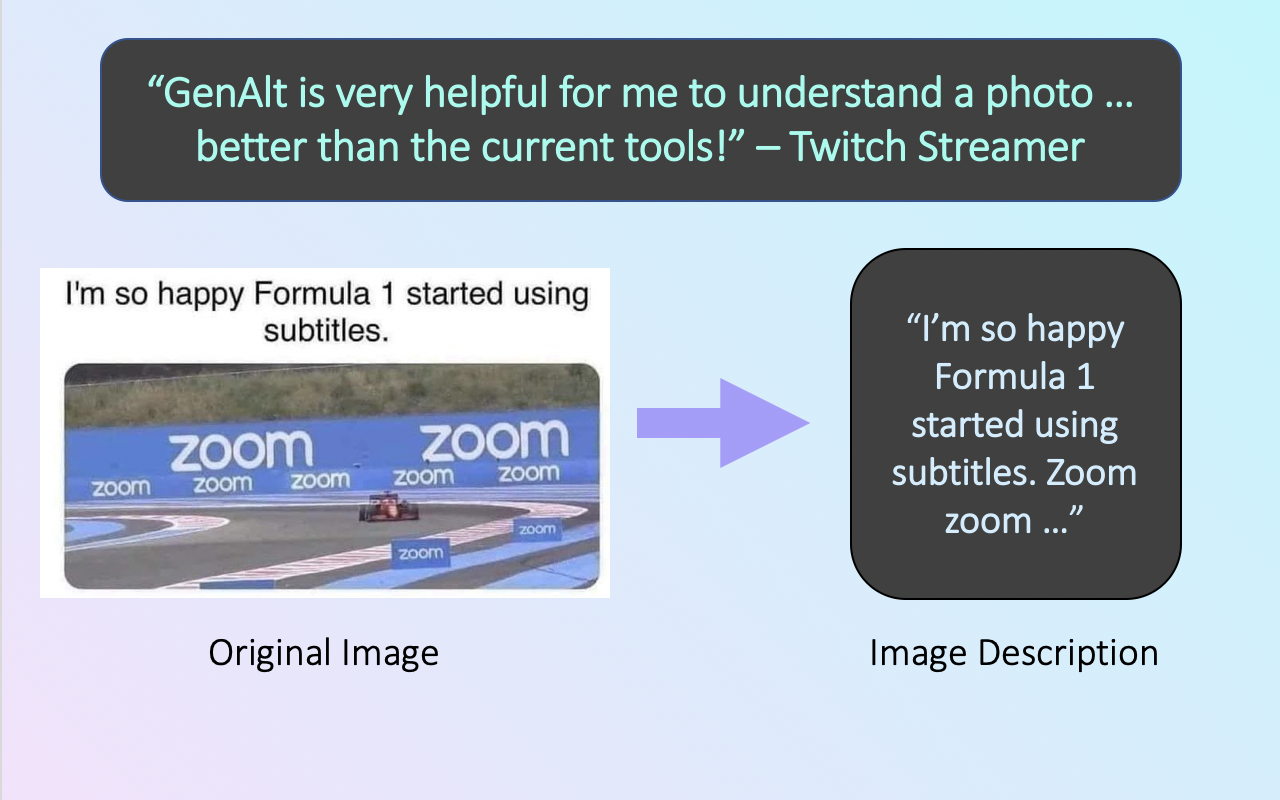 “GenAlt is very helpful for me to understand a photo ...
better than the current tools!” – Twitch Streamer
I'm so happy Formula 1 started using
subtitles.
zoom zoom
zoom zoom zoom zoom zoom
zoom
zoom
Original Image
“I’m so happy
Formula 1
started using
subtitles. Zoom
zoom ...”
Image Description